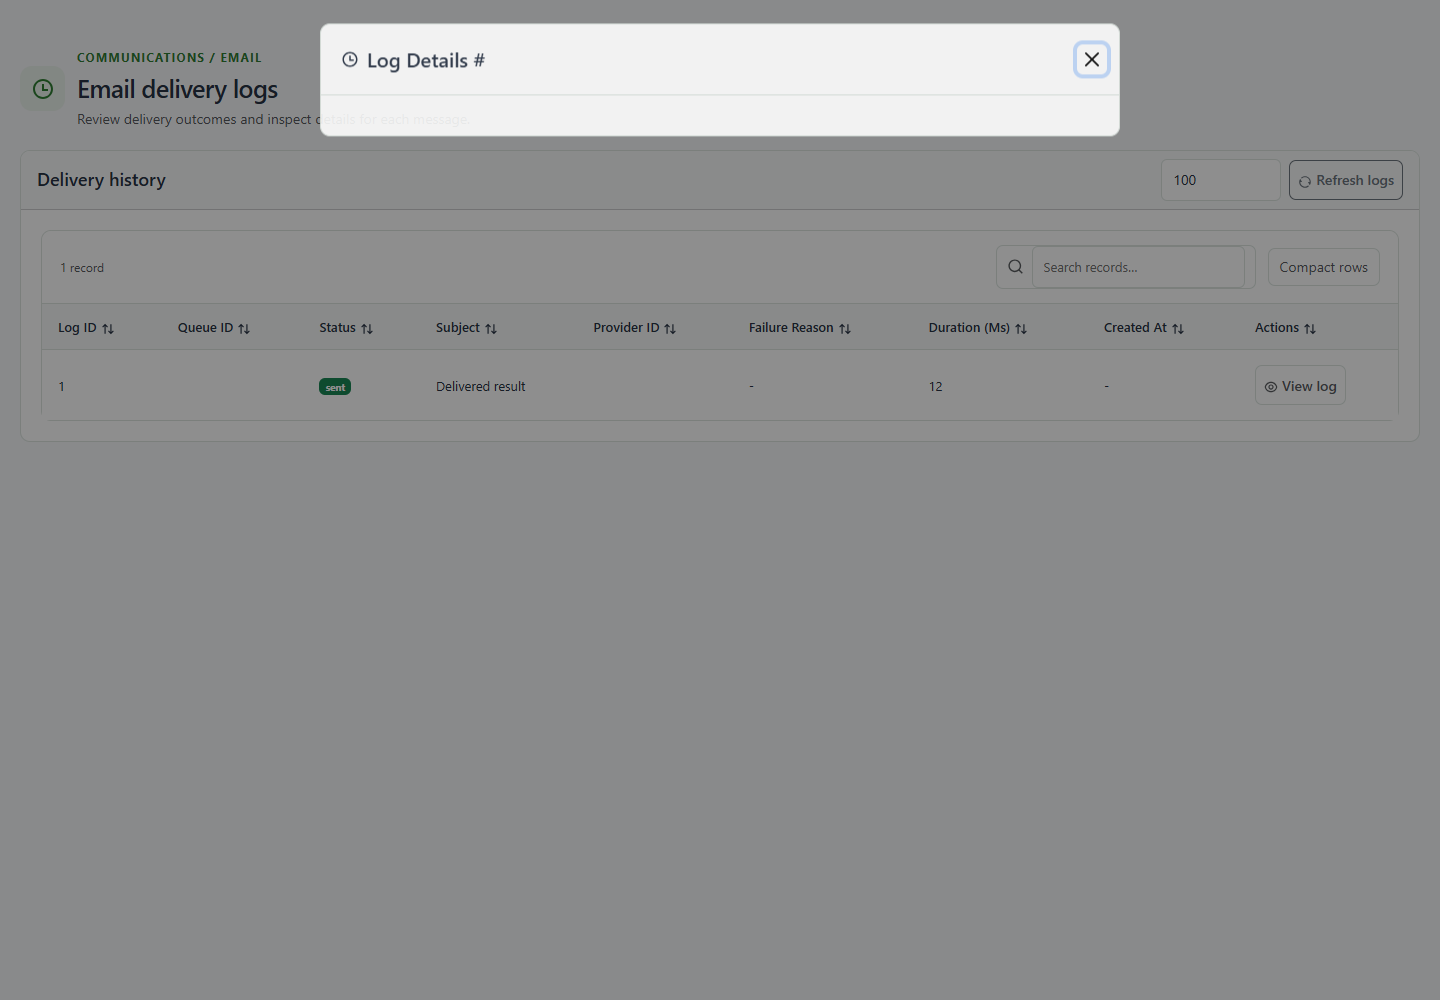 COMMUNICATIONS / EMAIL
Email delivery logs
Review delivery outcomes and inspect details for each message.
Log Details #
Delivery history
100
Refresh logs
1 record
Search records...
Compact rows
Log ID Queue ID Status Subject Provider ID Failure Reason Duration (Ms) Created At Actions
1 sent Delivered result - 12 - View log